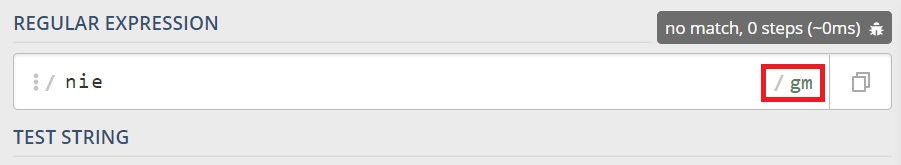 REGULAR EXPRESSION
no match, 0 steps (~0ms)
/ nie / gm
TEST STRING